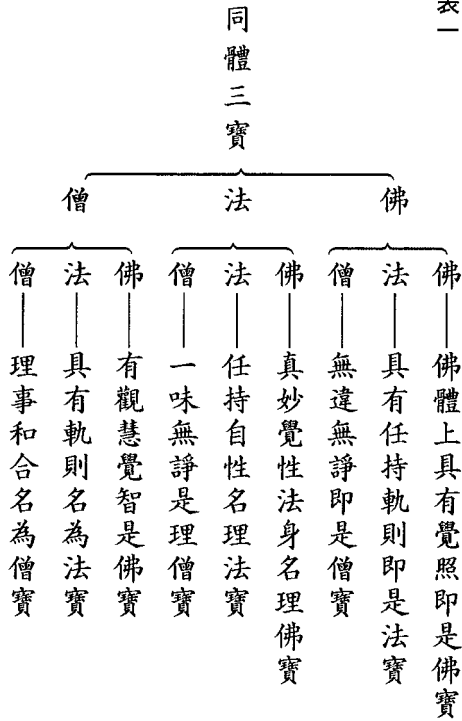 表一
同體三寶
佛
佛——佛體上具有覺照即是佛寶
法——具有任持軌則即是法寶
僧——無違無諍即是僧寶
法
佛——真妙覺性法身名理佛寶
法——任持自性名理法寶
僧——一味無諍是理僧寶
僧
佛——有觀慧覺智是佛寶
法——具有軌則名為法寶
僧——理事和合名為僧寶